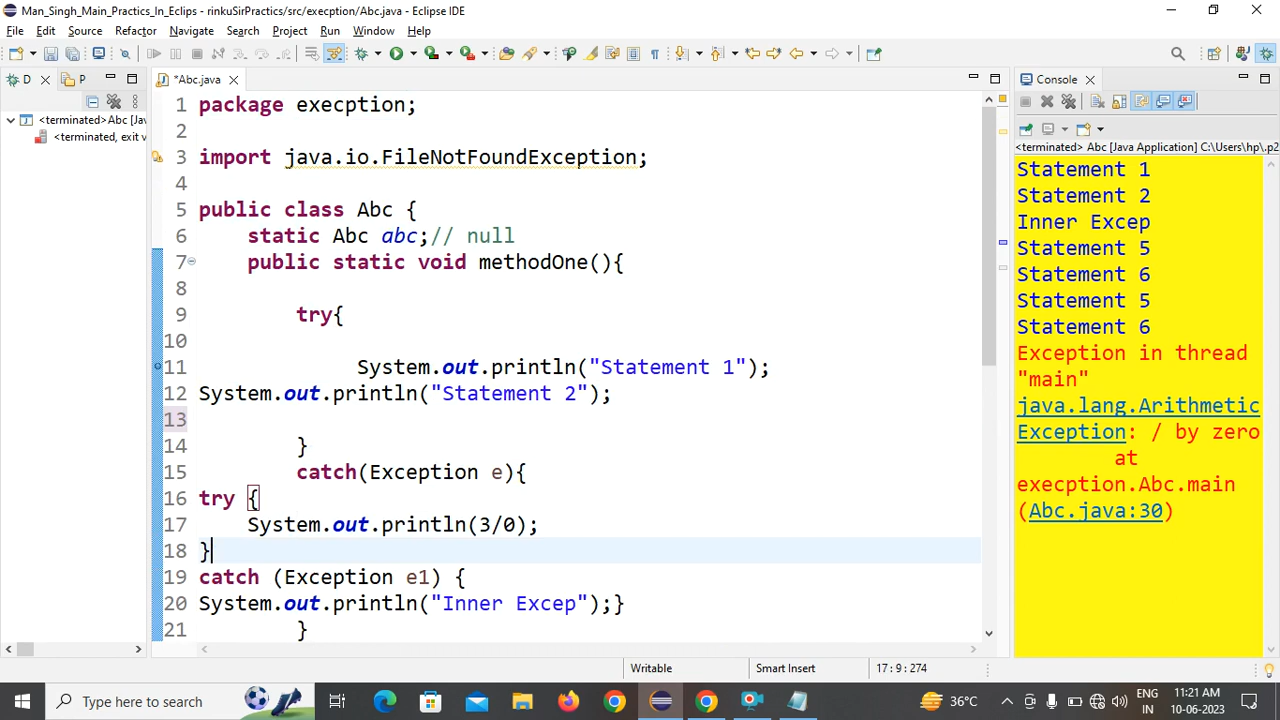 Man_Singh_Main_Practics_In_Eclips - rinkuSirPractics/src/execption/Abc.java - Eclipse IDE
File Edit Source Refactor Navigate Search Project Run Window Help
D P
*Abc.java
Console
<terminated>Abc [Jav
<terminated, exit v
<terminated> Abc [Java Application] C:\Users\hp\.p2
1 package execption;
2
3 import java.io.FileNotFoundException;
4
5 public class Abc {
6 static Abc abc;// null
7 public static void methodOne(){
8
9 try{
10
11 System.out.println("Statement 1");
12 System.out.println("Statement 2");
13
14 }
15 catch(Exception e){
16 try {
17 System.out.println(3/0);
18 }
19 catch (Exception e1) {
20 System.out.println("Inner Excep");}
21 }
Statement 1
Statement 2
Inner Excep
Statement 5
Statement 6
Statement 5
Statement 6
Exception in thread
"main"
java.lang.Arithmetic
Exception: / by zero
at
execption.Abc.main
(Abc.java:30)
Writable Smart Insert 17 : 9 : 274
Type here to search
36°C
ENG
IN
11:21 AM
10-06-2023